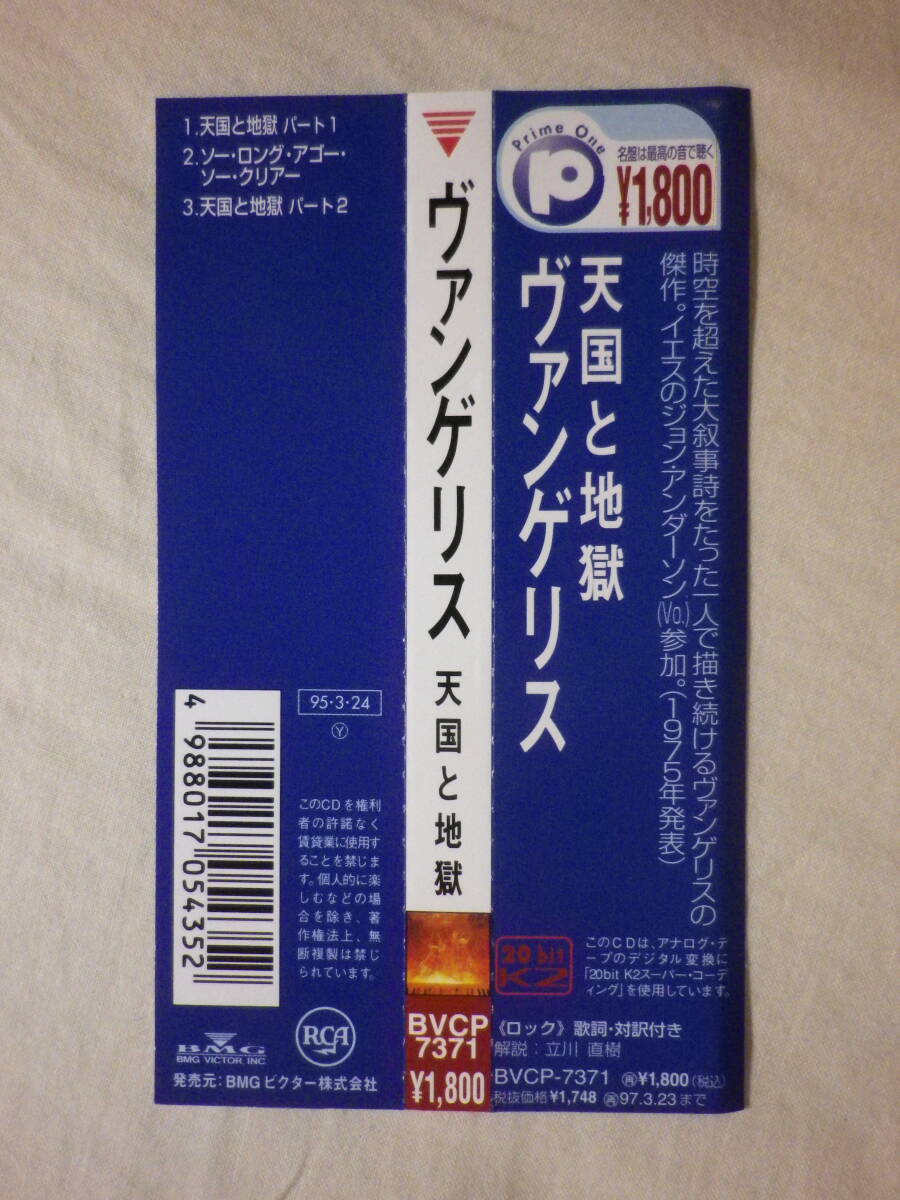 1.天国と地獄 パート1
2.ソー・ロング・アゴー・
ソー・クリアー
3.天国と地獄 パート2
4 988017 054352
95・3・24
Y
このCDを権利
者の許諾なく
賃貸業に使用す
ることを禁じま
す。個人的に楽
しむなどの場
合を除き、著
作権法上、無
断複製は禁じ
られています。
BMG
BMG VICTOR INC
RCA
発売元:BMGビクター株式会社
ヴァンゲリス 天国と地獄
BVCP
7371
¥1,800
Prime One
p
名盤は最高の音で聴く
¥1,800
天国と地獄
ヴァンゲリス
時空を超えた大叙事詩をたった一人で描き続けるヴァンゲリスの
傑作。イエスのジョン・アンダーソン(Vo.)参加。(1975年発表)
20 bit
K2
このCDは、アナログ・テ
ープのデジタル変換に
「20bit K2スーパー・コーデ
ィング」を使用しています。
《ロック》歌詞・対訳付き
解説:立川 直樹
BVCP-7371 再¥1,800(税込)
税抜価格¥1,748 再97.3.23まで